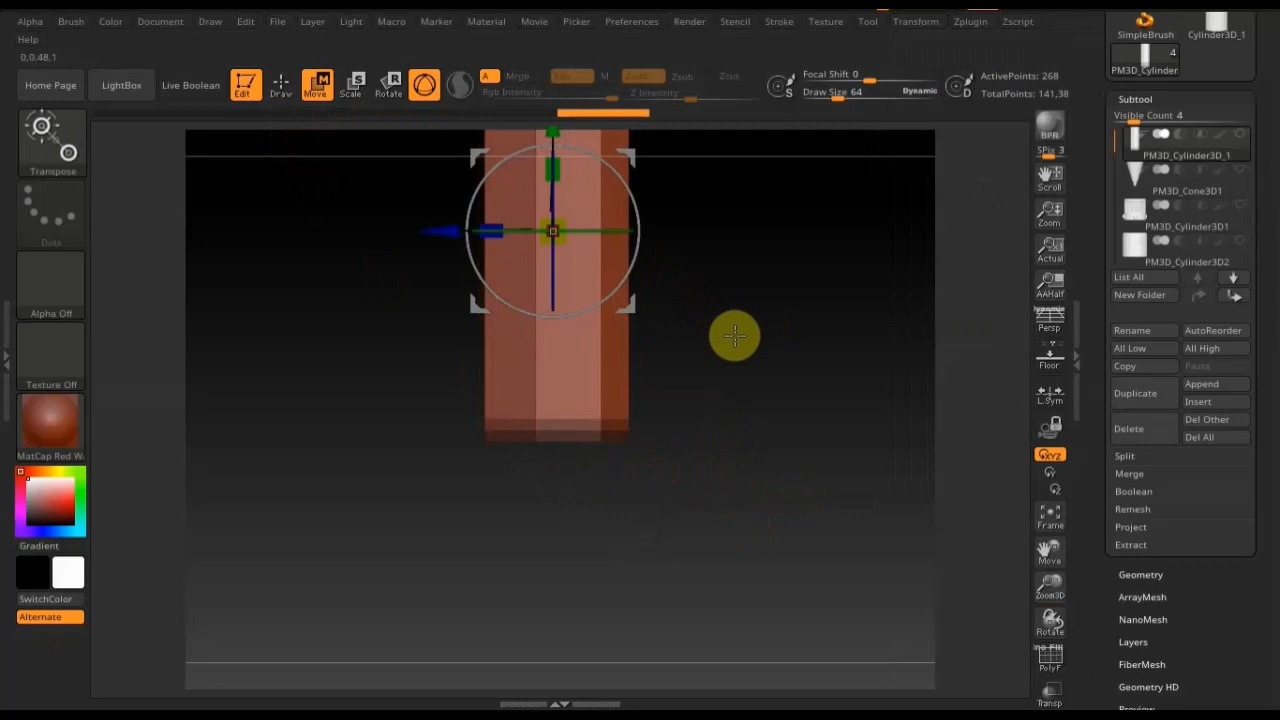 Alpha Brush Color Document Draw Edit File Layer Light Macro Marker Material Movie Picker Preferences Render Stencil Stroke Texture Tool Transform Zplugin Zscript
Help
0,0.48,1
Home Page LightBox Live Boolean Edit Draw Move Scale Rotate A Mrgb Rgb M Zadd Zsub Zcut
Rgb Intensity Z Intensity
Focal Shift 0
Draw Size 64 Dynamic
S D
ActivePoints: 268
TotalPoints: 141,38
SimpleBrush Cylinder3D_1
4
PM3D_Cylinder
Subtool
Visible Count 4
PM3D_Cylinder3D_1
PM3D_Cone3D1
PM3D_Cylinder3D1
PM3D_Cylinder3D2
List All
New Folder
Rename AutoReorder
All Low All High
Copy Paste
Duplicate Append
Insert
Delete Del Other
Del All
Split
Merge
Boolean
Remesh
Project
Extract
Geometry
ArrayMesh
NanoMesh
Layers
FiberMesh
Geometry HD
Preview
BPR
SPix 3
Scroll
Zoom
Actual
AAHalf
Dynamic
Persp
Floor
L.Sym
XYZ
Y
Z
Frame
Move
Zoom3D
Rotate
PolyF
Transp
Transpose
Dots
Alpha Off
Texture Off
MatCap Red W
Gradient
SwitchColor
Alternate